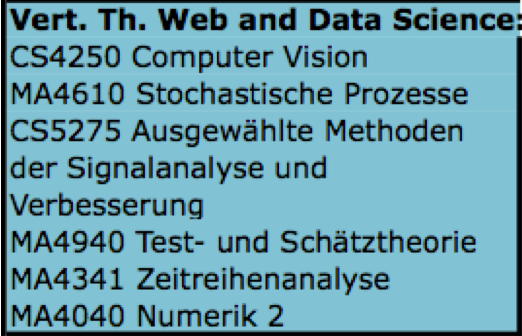 Vert. Th. Web and Data Science:
CS4250 Computer Vision
MA4610 Stochastische Prozesse
CS5275 Ausgewählte Methoden
der Signalanalyse und
Verbesserung
MA4940 Test- und Schätztheorie
MA4341 Zeitreihenanalyse
MA4040 Numerik 2